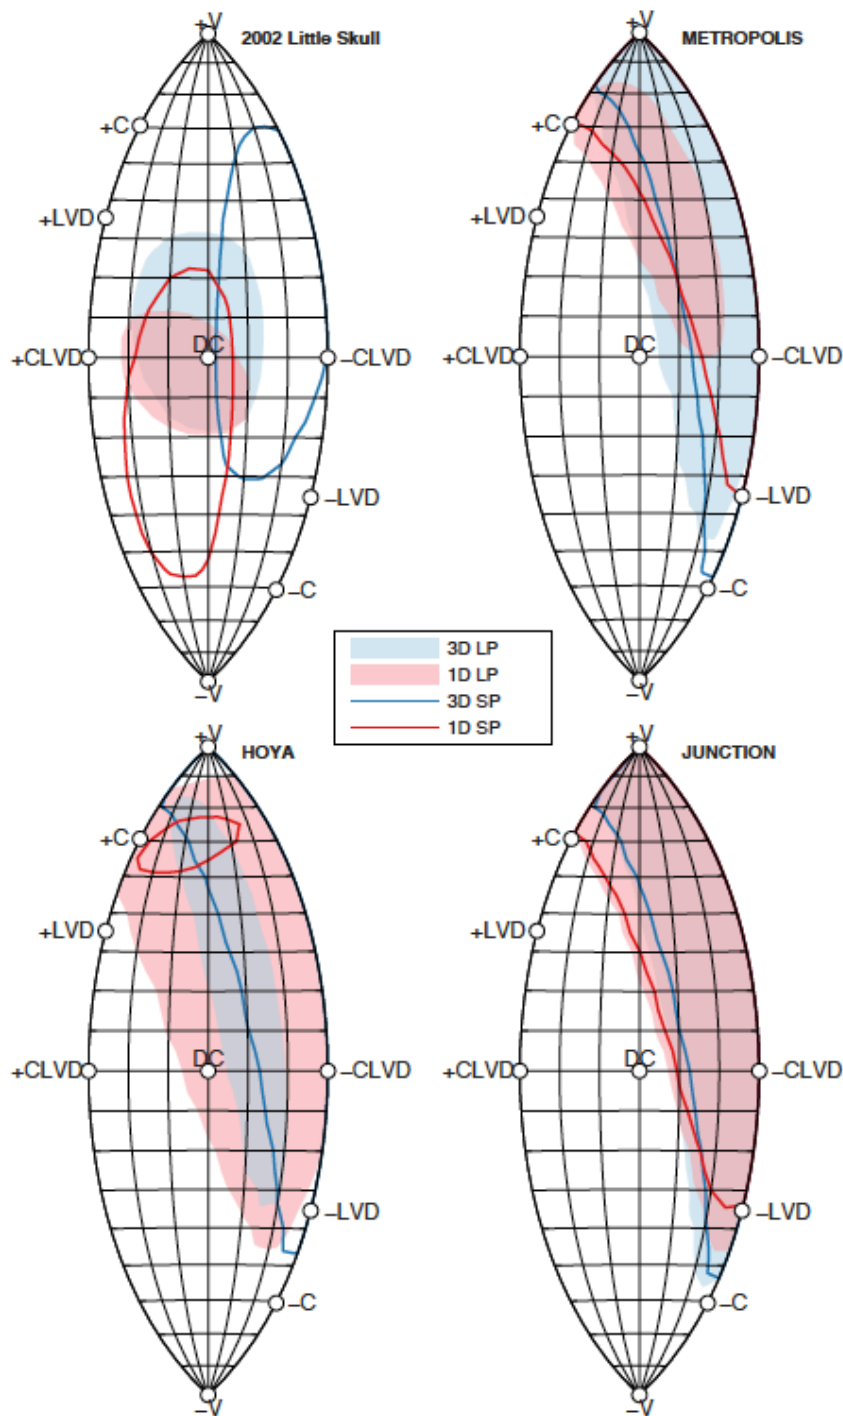 +V
2002 Little Skull
+C
+LVD
DC
+CLVD
−CLVD
−LVD
−C
−V
+V
METROPOLIS
+C
+LVD
DC
+CLVD
−CLVD
−LVD
−C
−V
3D LP
1D LP
3D SP
1D SP
+V
HOYA
+C
+LVD
DC
+CLVD
−CLVD
−LVD
−C
−V
+V
JUNCTION
+C
+LVD
DC
+CLVD
−CLVD
−LVD
−C
−V